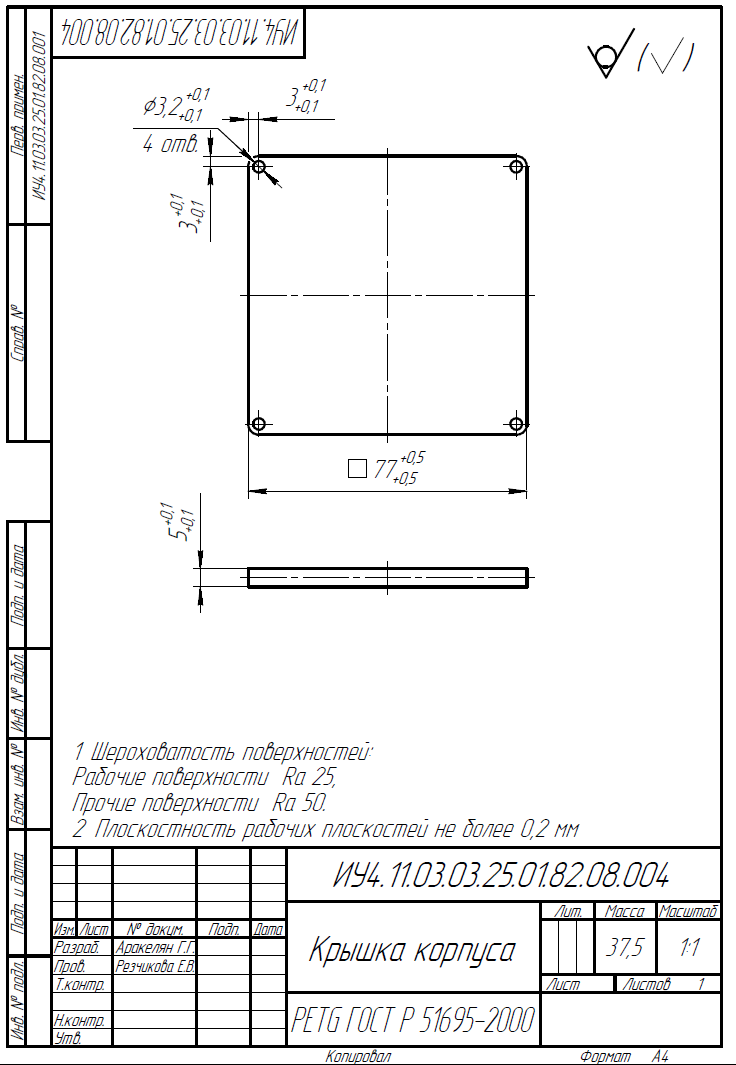 ИУ4.11.03.03.25.01.82.08.004
Перв. примен.
ИУ4.11.03.03.25.01.82.08.001
Справ. №
(√)
⌀3,2 +0,1 +0,1
4 отв.
3 +0,1 +0,1
3 +0,1 +0,1
□ 77 +0,5 +0,5
5 +0,1 +0,1
Подп. и дата
Инв. № дубл.
Взам. инв. №
Подп. и дата
Инв. № подл.
1 Шероховатость поверхностей:
Рабочие поверхности Ra 25,
Прочие поверхности Ra 50.
2 Плоскостность рабочих плоскостей не более 0,2 мм
ИУ4.11.03.03.25.01.82.08.004
Изм. Лист № доким. Подп. Дата
Разраб. Аракелян Г.Г.
Пров. Резчикова Е.В.
Т.контр.
Н.контр.
Утв.
Крышка корпуса
Лит. Масса Масштаб
37,5 1:1
Лист Листов 1
PETG ГОСТ Р 51695-2000
Копировал Формат А4